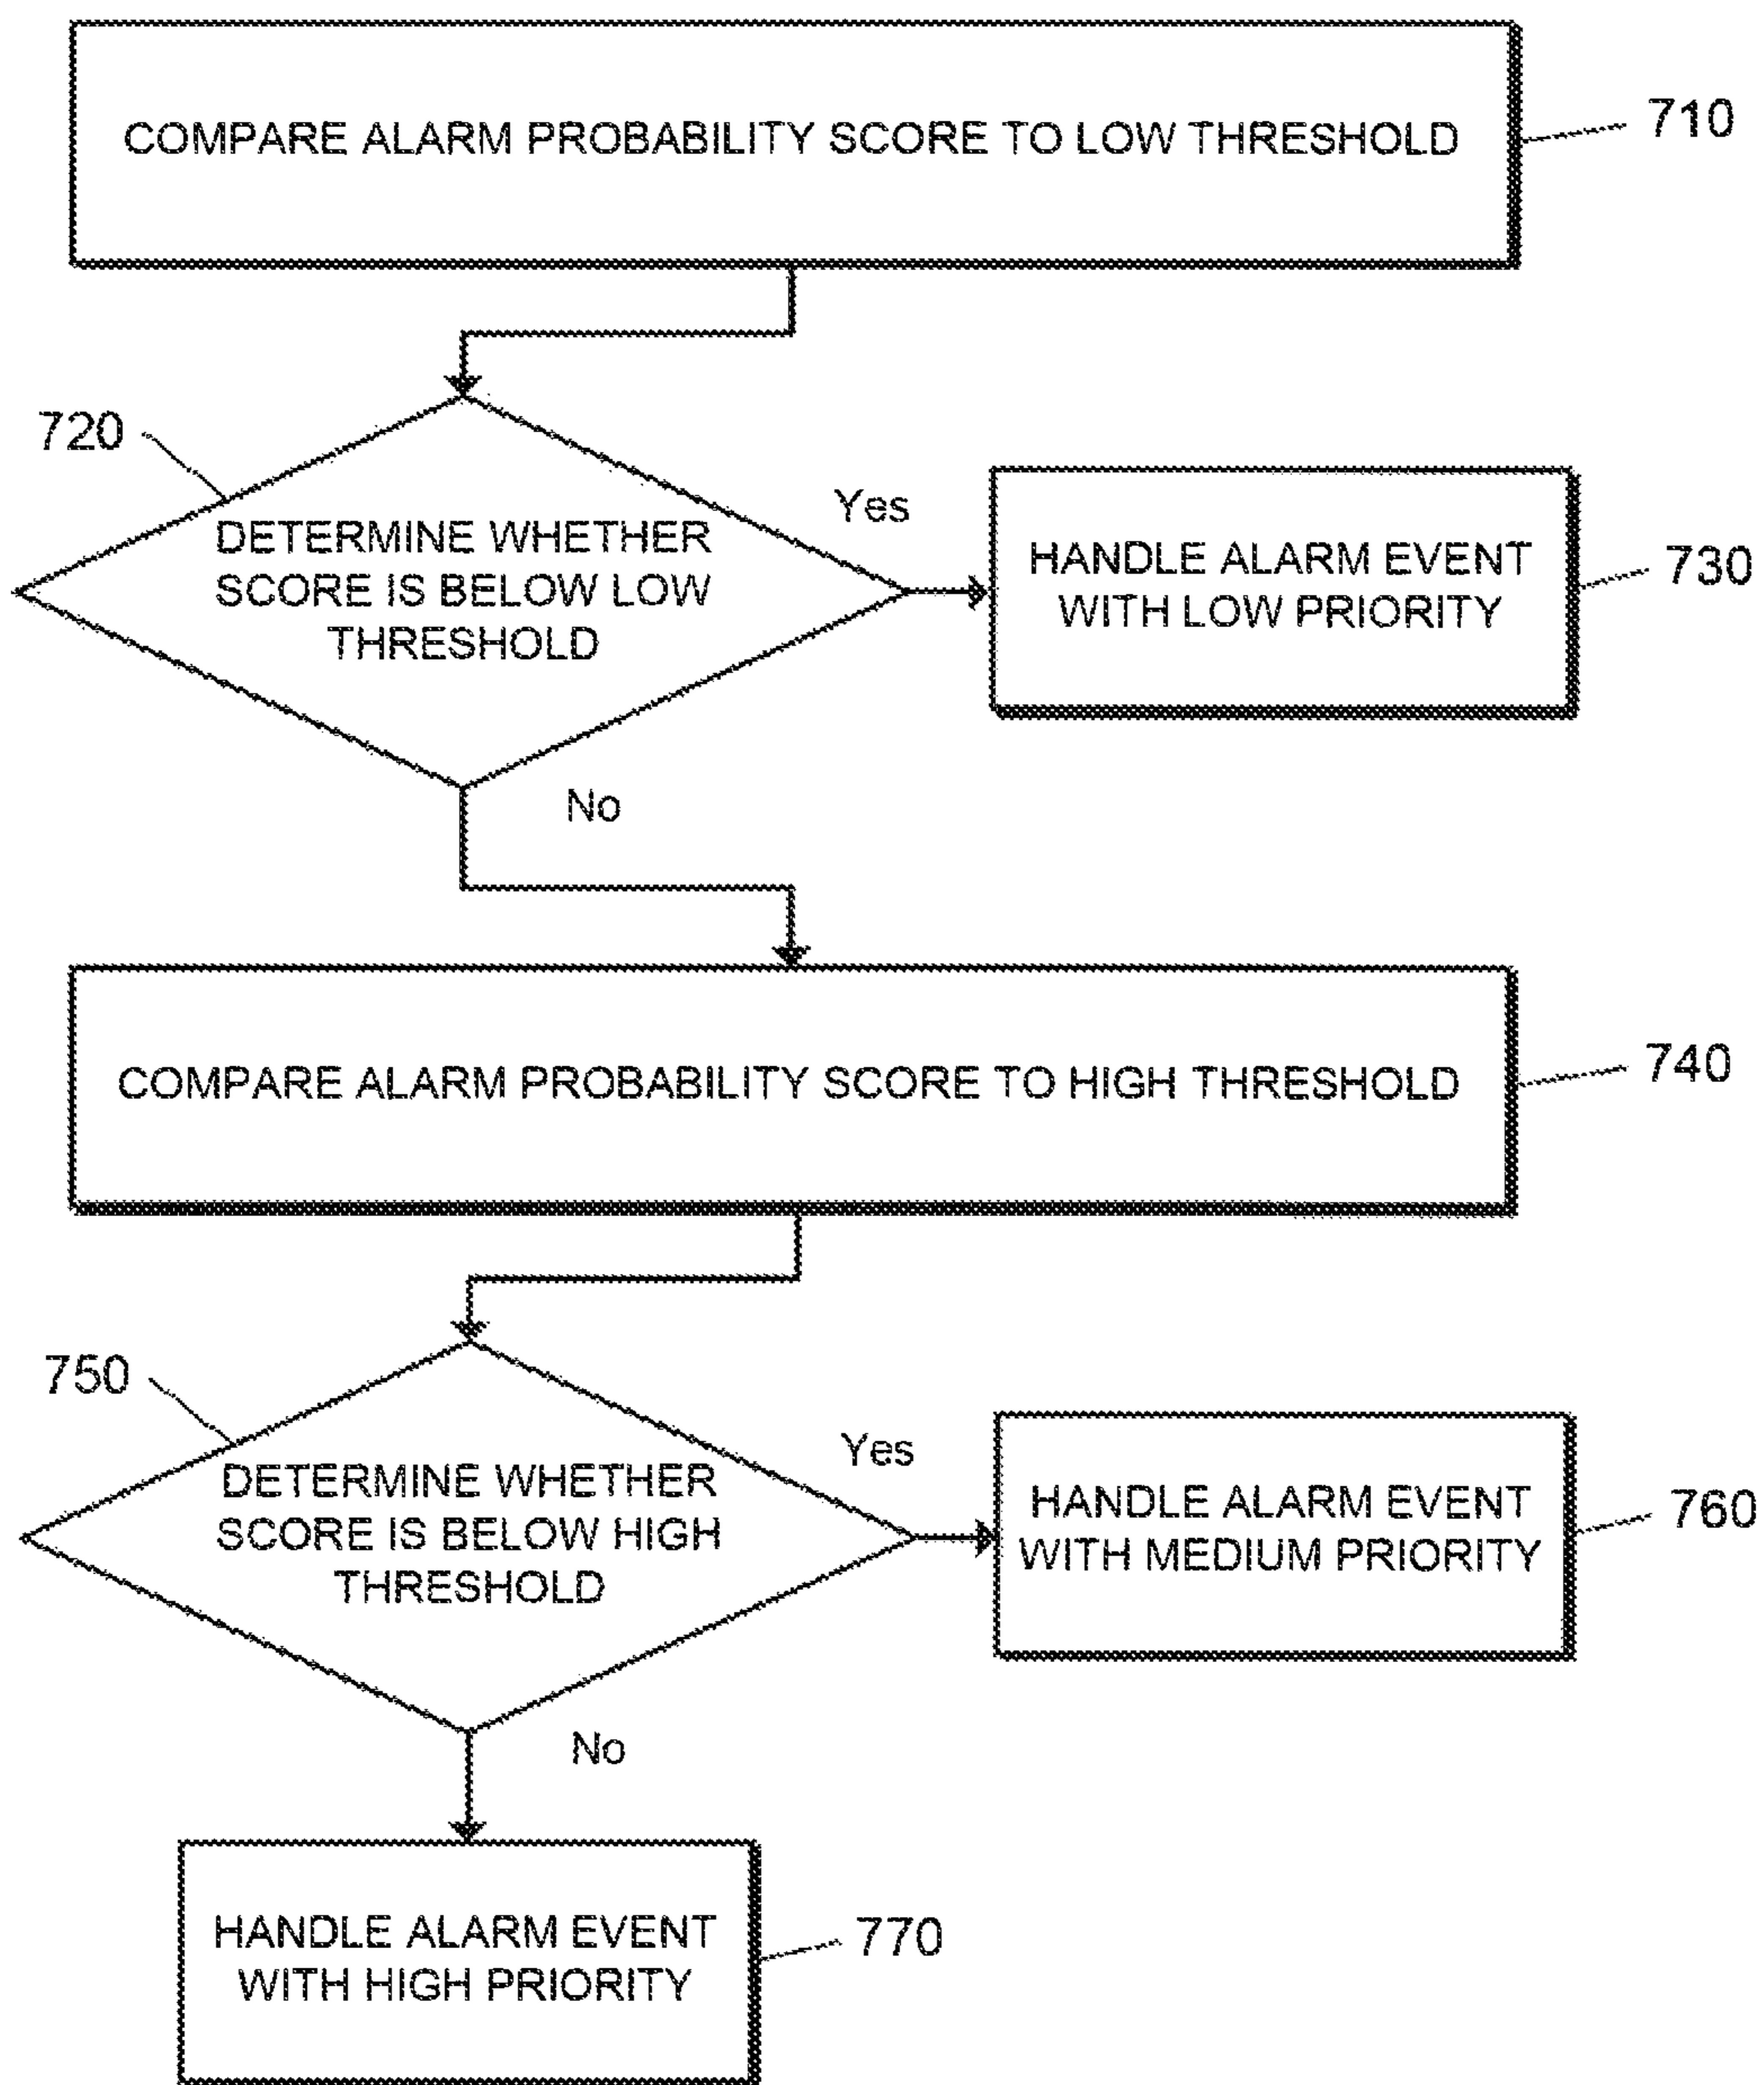 COMPARE ALARM PROBABILITY SCORE TO LOW THRESHOLD
710
720
DETERMINE WHETHER
SCORE IS BELOW LOW
THRESHOLD
Yes
HANDLE ALARM EVENT
WITH LOW PRIORITY
730
No
COMPARE ALARM PROBABILITY SCORE TO HIGH THRESHOLD
740
750
DETERMINE WHETHER
SCORE IS BELOW HIGH
THRESHOLD
Yes
HANDLE ALARM EVENT
WITH MEDIUM PRIORITY
760
No
HANDLE ALARM EVENT
WITH HIGH PRIORITY
770